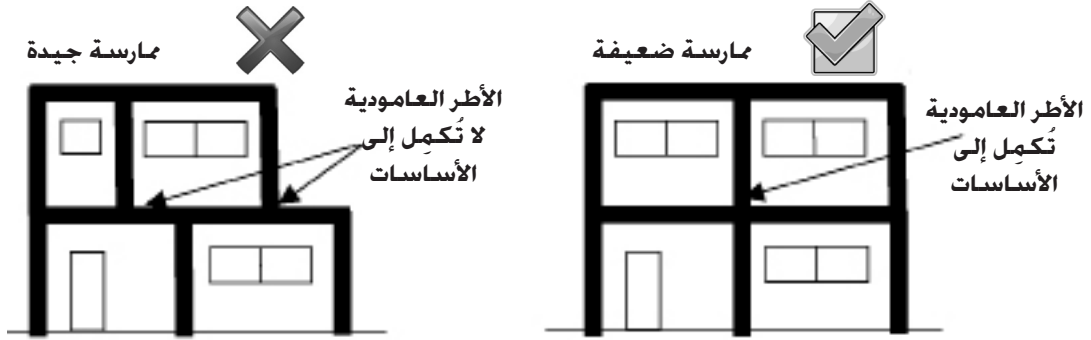 ممارسة جيدة
الأطر العامودية
لا تُكمِل إلى
الأساسات
ممارسة ضعيفة
الأطر العامودية
تُكمِل إلى
الأساسات